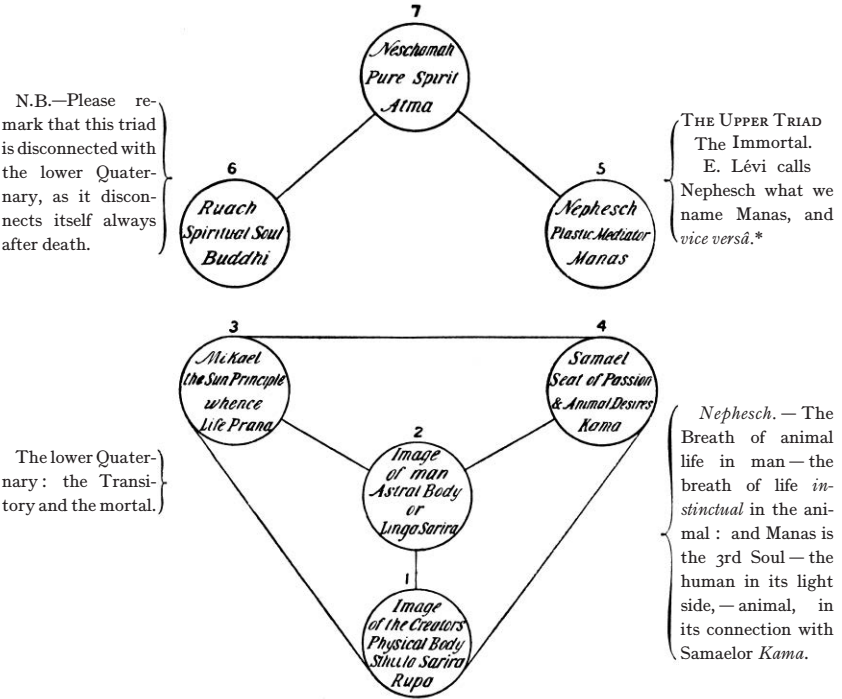 7
Neschamah
Pure Spirit
Atma
N.B.—Please re-
mark that this triad
is disconnected with
the lower Quater-
nary, as it discon-
nects itself always
after death.
6
Ruach
Spiritual Soul
Buddhi
5
Nephesch
Plastic Mediator
Manas
The Upper Triad
The Immortal.
E. Lévi calls
Nephesch what we
name Manas, and
vice versâ.*
3
Mikael
the Sun Principle
whence
Life Prana
4
Samael
Seat of Passion
& Animal Desires
Kama
2
Image
of man
Astral Body
or
Linga Sarira
The lower Quater-
nary: the Transi-
tory and the mortal.
1
Image
of the Creators
Physical Body
Sthula Sarira
Rupa
Nephesch. — The
Breath of animal
life in man — the
breath of life in-
stinctual in the ani-
mal : and Manas is
the 3rd Soul — the
human in its light
side, — animal, in
its connection with
Samaelor Kama.